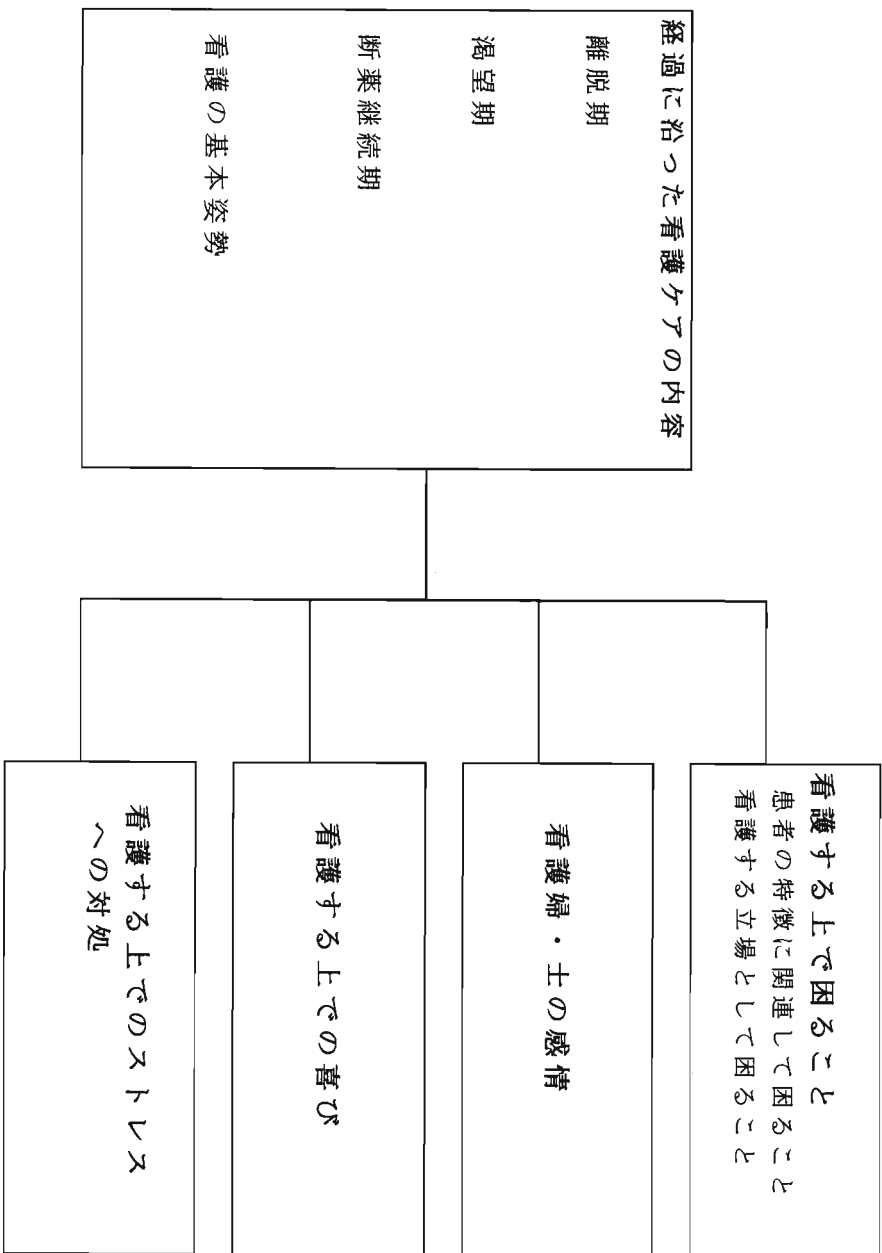 経過に沿った看護ケアの内容
離脱期
渇望期
断薬継続期
看護の基本姿勢
看護する上で困ること
患者の特徴に関連して困ること
看護する立場として困ること
看護婦・士の感情
看護する上での喜び
看護する上でのストレス
への対処